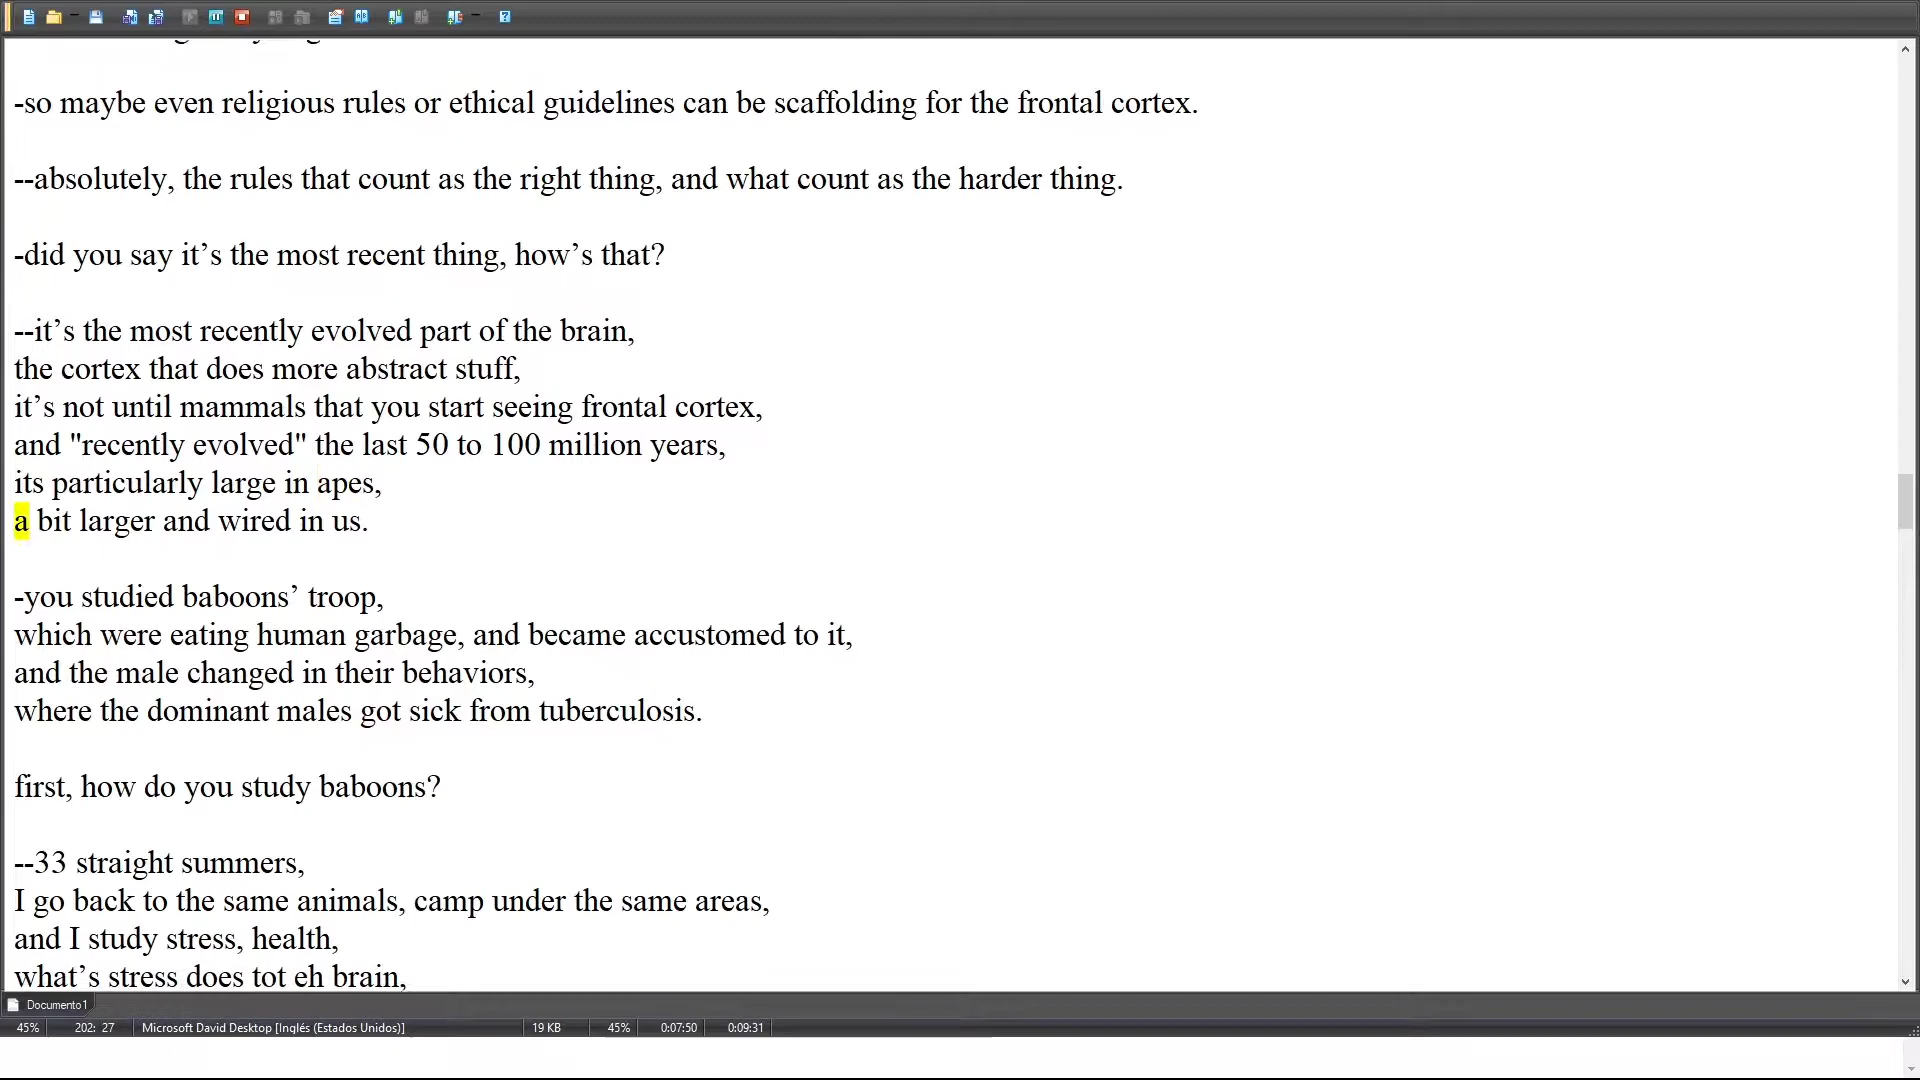 -so maybe even religious rules or ethical guidelines can be scaffolding for the frontal cortex.
--absolutely, the rules that count as the right thing, and what count as the harder thing.
-did you say it’s the most recent thing, how’s that?
--it’s the most recently evolved part of the brain,
the cortex that does more abstract stuff,
it’s not until mammals that you start seeing frontal cortex,
and "recently evolved" the last 50 to 100 million years,
its particularly large in apes,
a bit larger and wired in us.
-you studied baboons’ troop,
which were eating human garbage, and became accustomed to it,
and the male changed in their behaviors,
where the dominant males got sick from tuberculosis.
first, how do you study baboons?
--33 straight summers,
I go back to the same animals, camp under the same areas,
and I study stress, health,
what’s stress does tot eh brain,
Documento1
45% 202: 27 Microsoft David Desktop [Inglés (Estados Unidos)] 19 KB 45% 0:07:50 0:09:31